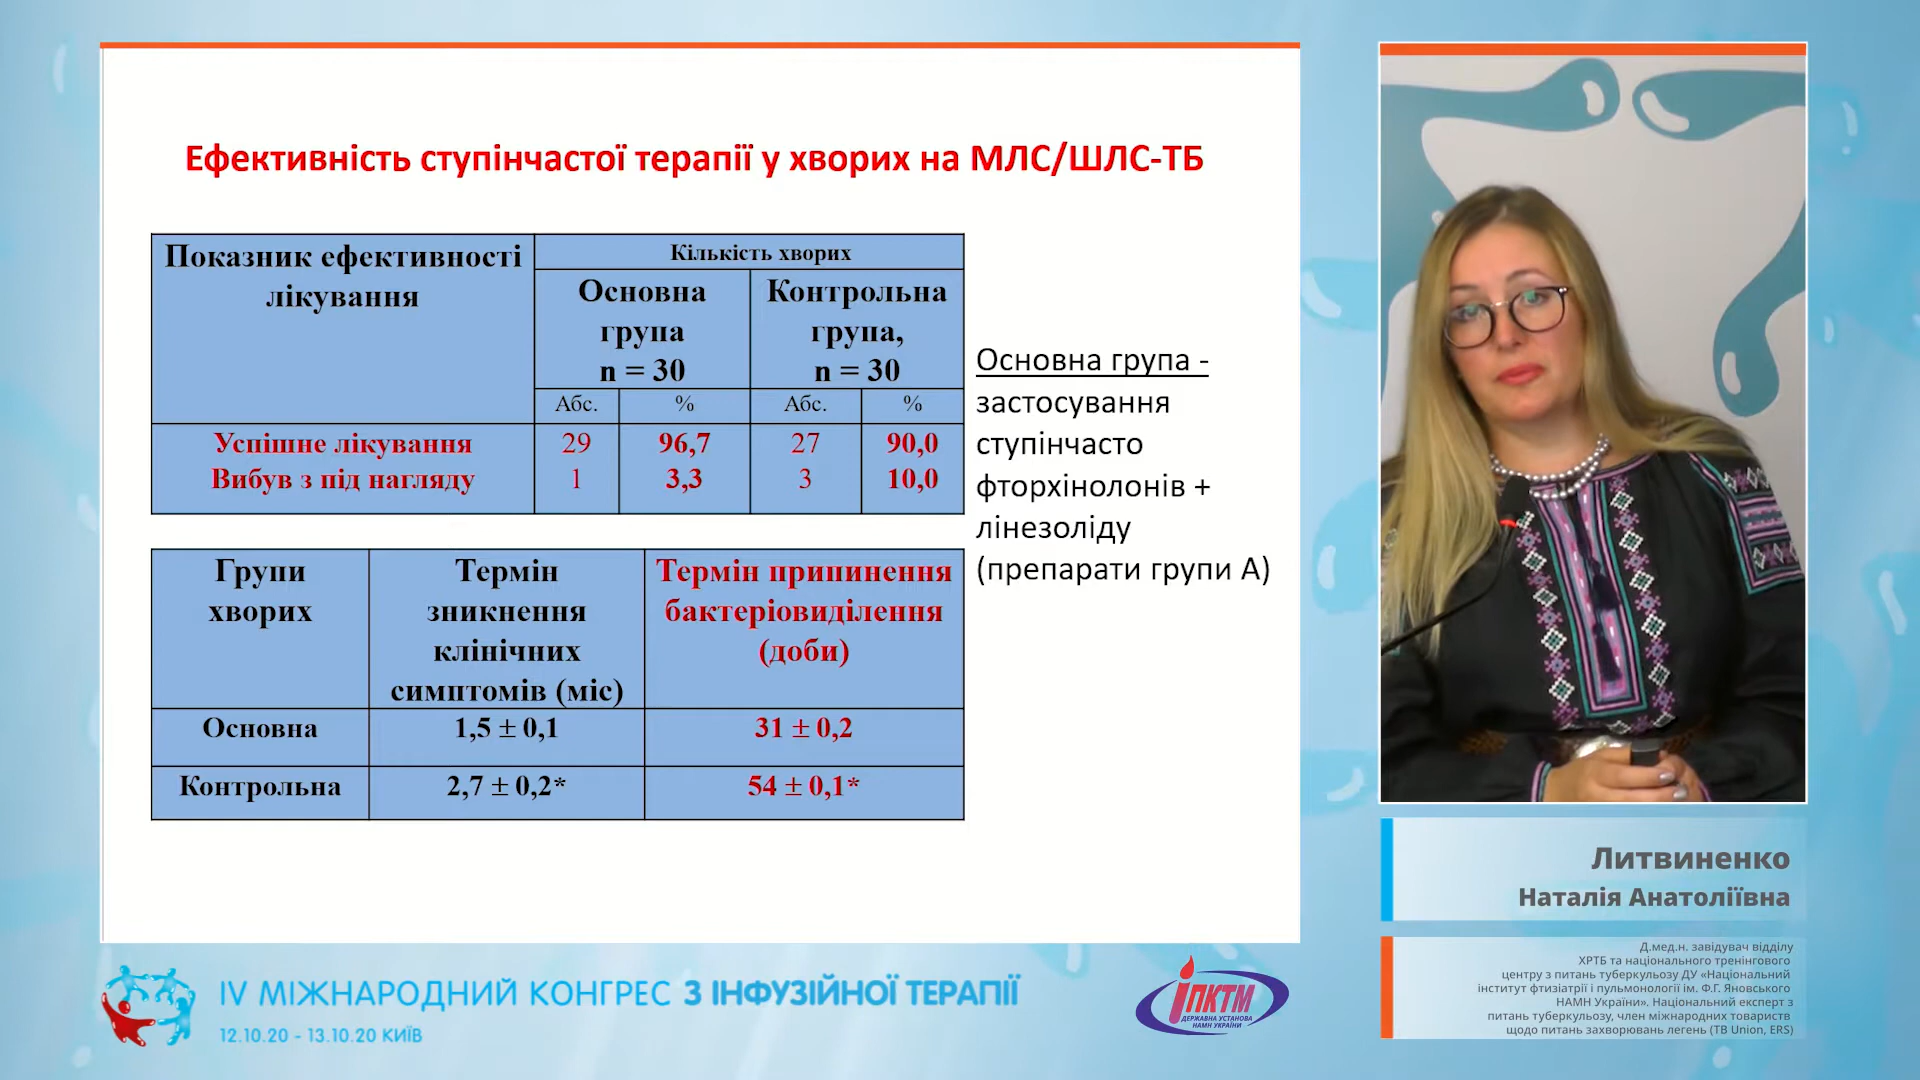 Ефективність ступінчастої терапії у хворих на МЛС/ШЛС-ТБ
Показник ефективності
лікування
Кількість хворих
Основна
група
n = 30
Контрольна
група,
n = 30
Абс.
%
Абс.
%
Успішне лікування
29
96,7
27
90,0
Вибув з під нагляду
1
3,3
3
10,0
Основна група -
застосування
ступінчасто
фторхінолонів +
лінезоліду
(препарати групи А)
Групи
хворих
Термін
зникнення
клінічних
симптомів (міс)
Термін припинення
бактеріовиділення
(доби)
Основна
1,5 ± 0,1
31 ± 0,2
Контрольна
2,7 ± 0,2*
54 ± 0,1*
Литвиненко
Наталія Анатоліївна
Д.мед.н. завідувач відділу
ХРТБ та національного тренінгового
центру з питань туберкульозу ДУ «Національний
інститут фтизіатрії і пульмонології ім. Ф.Г. Яновського
НАМН України». Національний експерт з
питань туберкульозу, член міжнародних товариств
щодо питань захворювань легень (TB Union, ERS)
IV МІЖНАРОДНИЙ КОНГРЕС З ІНФУЗІЙНОЇ ТЕРАПІЇ
12.10.20 - 13.10.20 КИЇВ
ІПКТМ
ДЕРЖАВНА УСТАНОВА
НАМН УКРАЇНИ